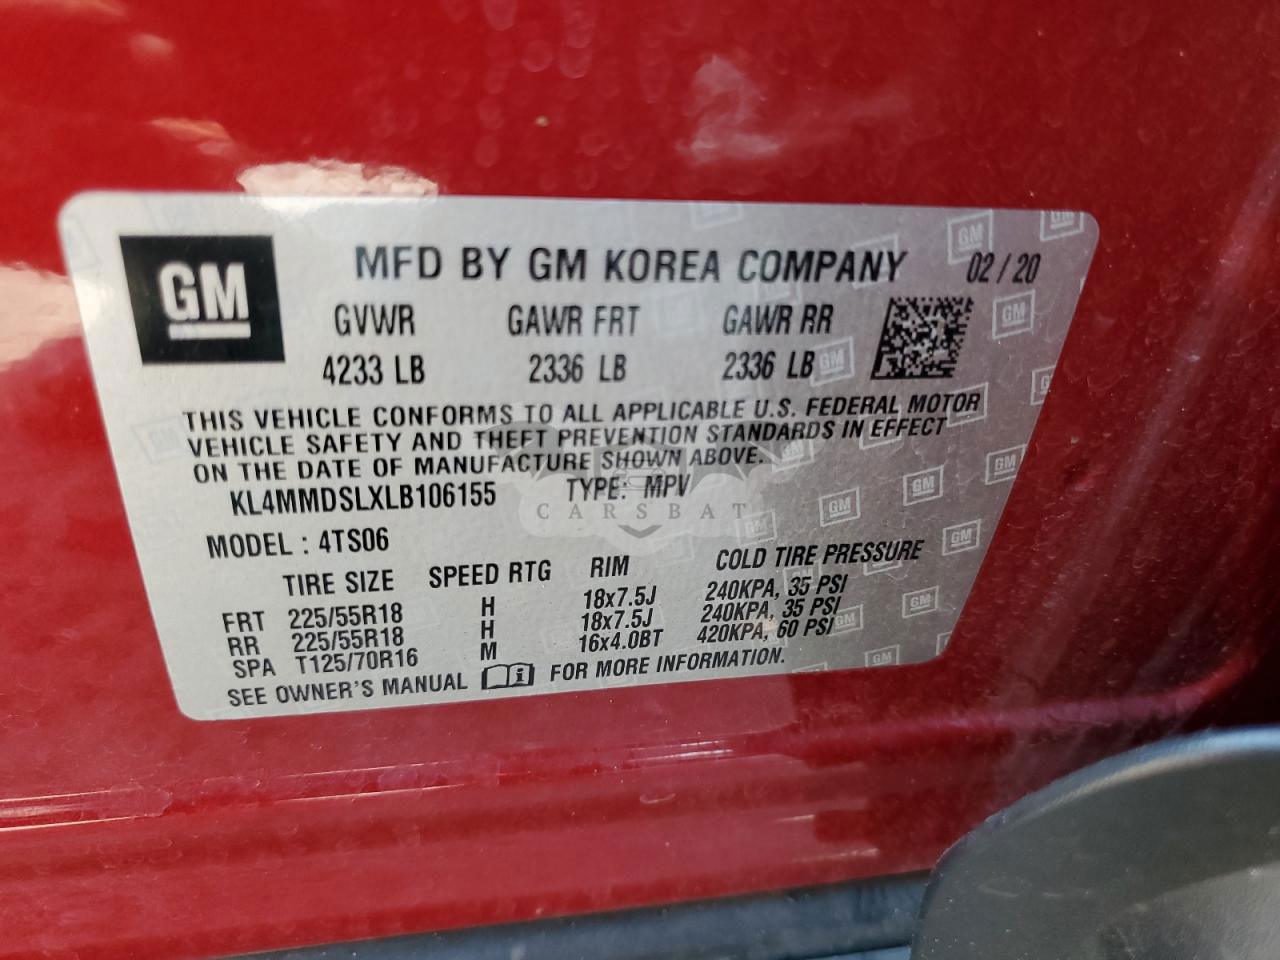 GM
MFD BY GM KOREA COMPANY 02/20
GVWR GAWR FRT GAWR RR
4233 LB 2336 LB 2336 LB
THIS VEHICLE CONFORMS TO ALL APPLICABLE U.S. FEDERAL MOTOR
VEHICLE SAFETY AND THEFT PREVENTION STANDARDS IN EFFECT
ON THE DATE OF MANUFACTURE SHOWN ABOVE.
KL4MMDSLXLB106155 TYPE: MPV
CARSBAT
MODEL : 4TS06
TIRE SIZE SPEED RTG RIM COLD TIRE PRESSURE
FRT 225/55R18 H 18x7.5J 240KPA, 35 PSI
RR 225/55R18 H 18x7.5J 240KPA, 35 PSI
SPA T125/70R16 M 16x4.0BT 420KPA, 60 PSI
SEE OWNER'S MANUAL FOR MORE INFORMATION.